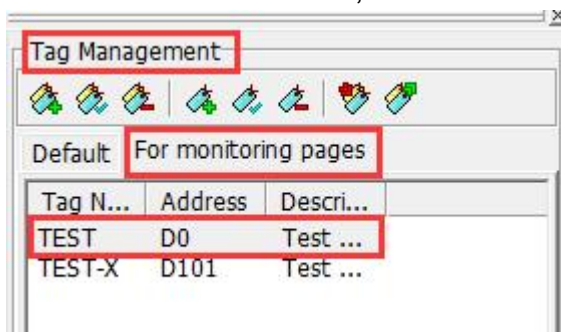 Tag Management
Default For monitoring pages
Tag N... Address Descri...
TEST D0 Test ...
TEST-X D101 Test ...